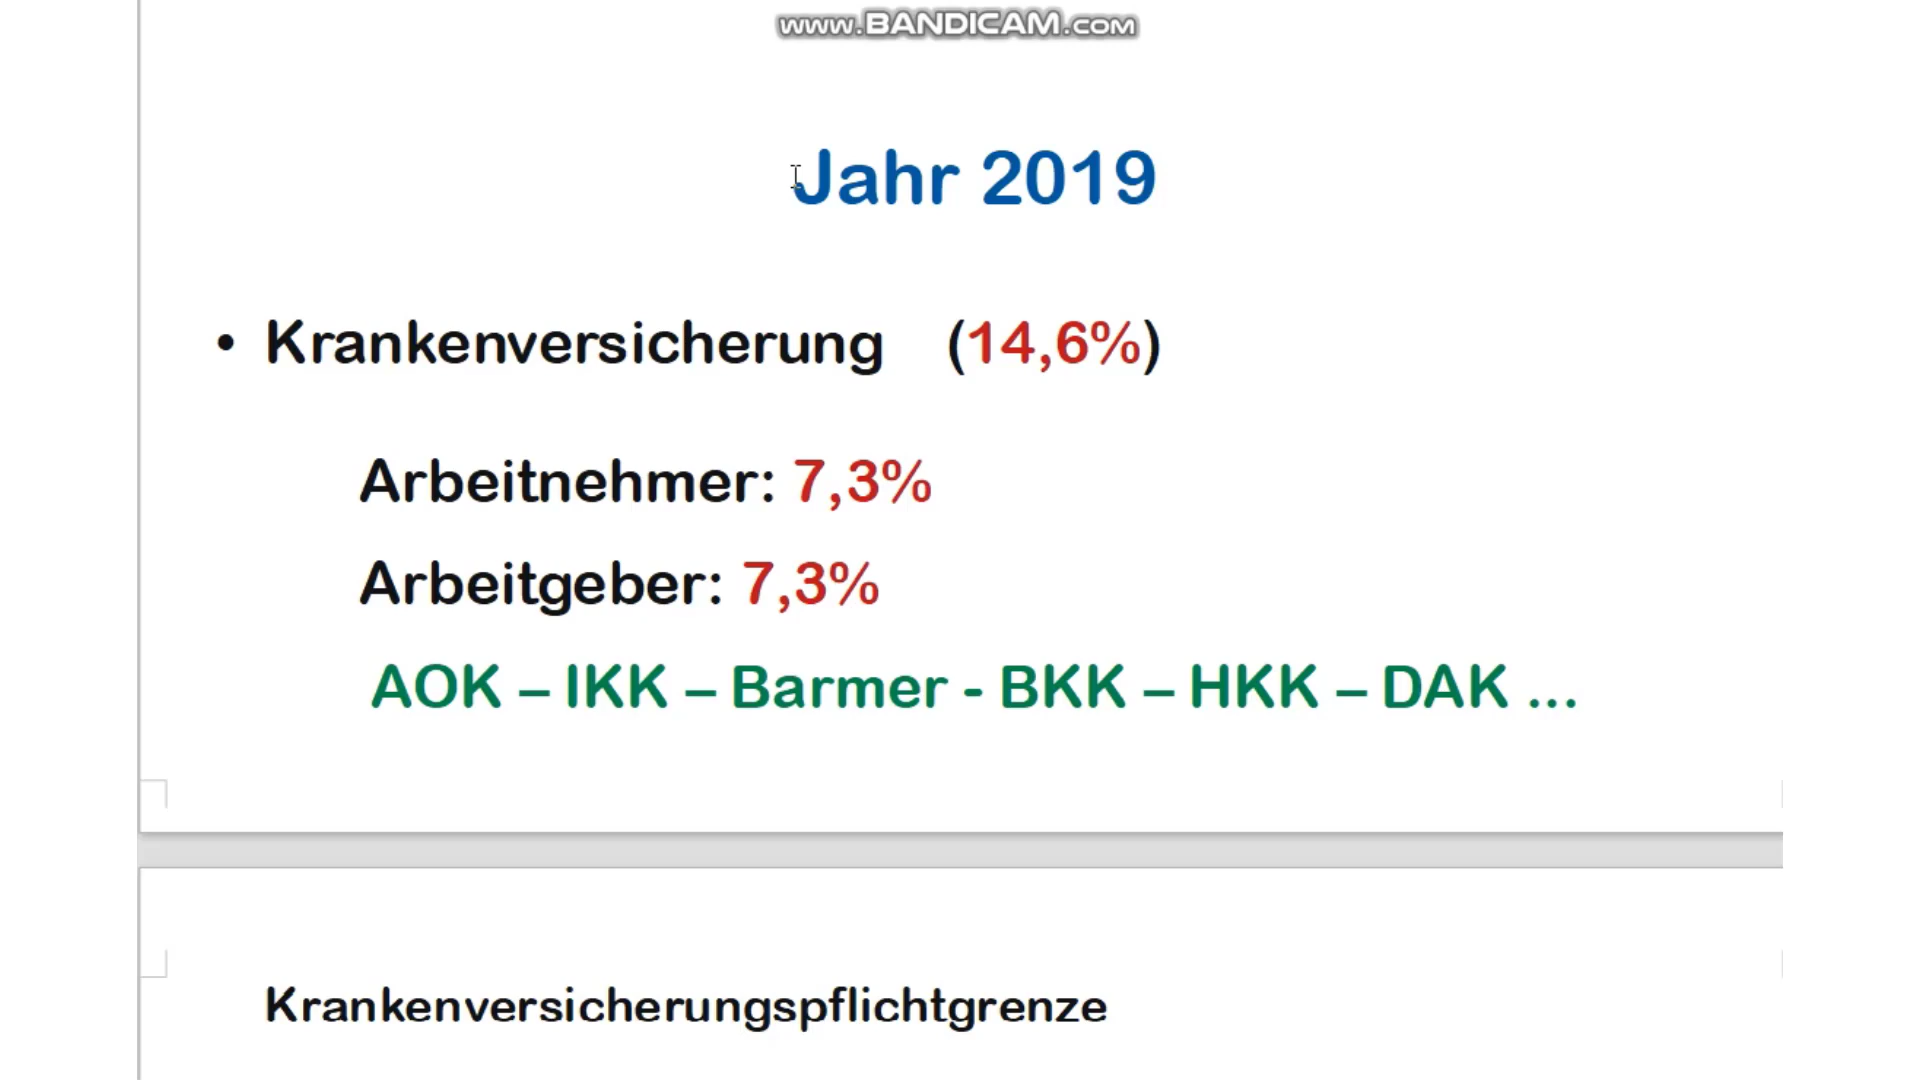 www.BANDICAM.com
Jahr 2019
• Krankenversicherung (14,6%)
Arbeitnehmer: 7,3%
Arbeitgeber: 7,3%
AOK – IKK – Barmer - BKK – HKK – DAK ...
Krankenversicherungspflichtgrenze